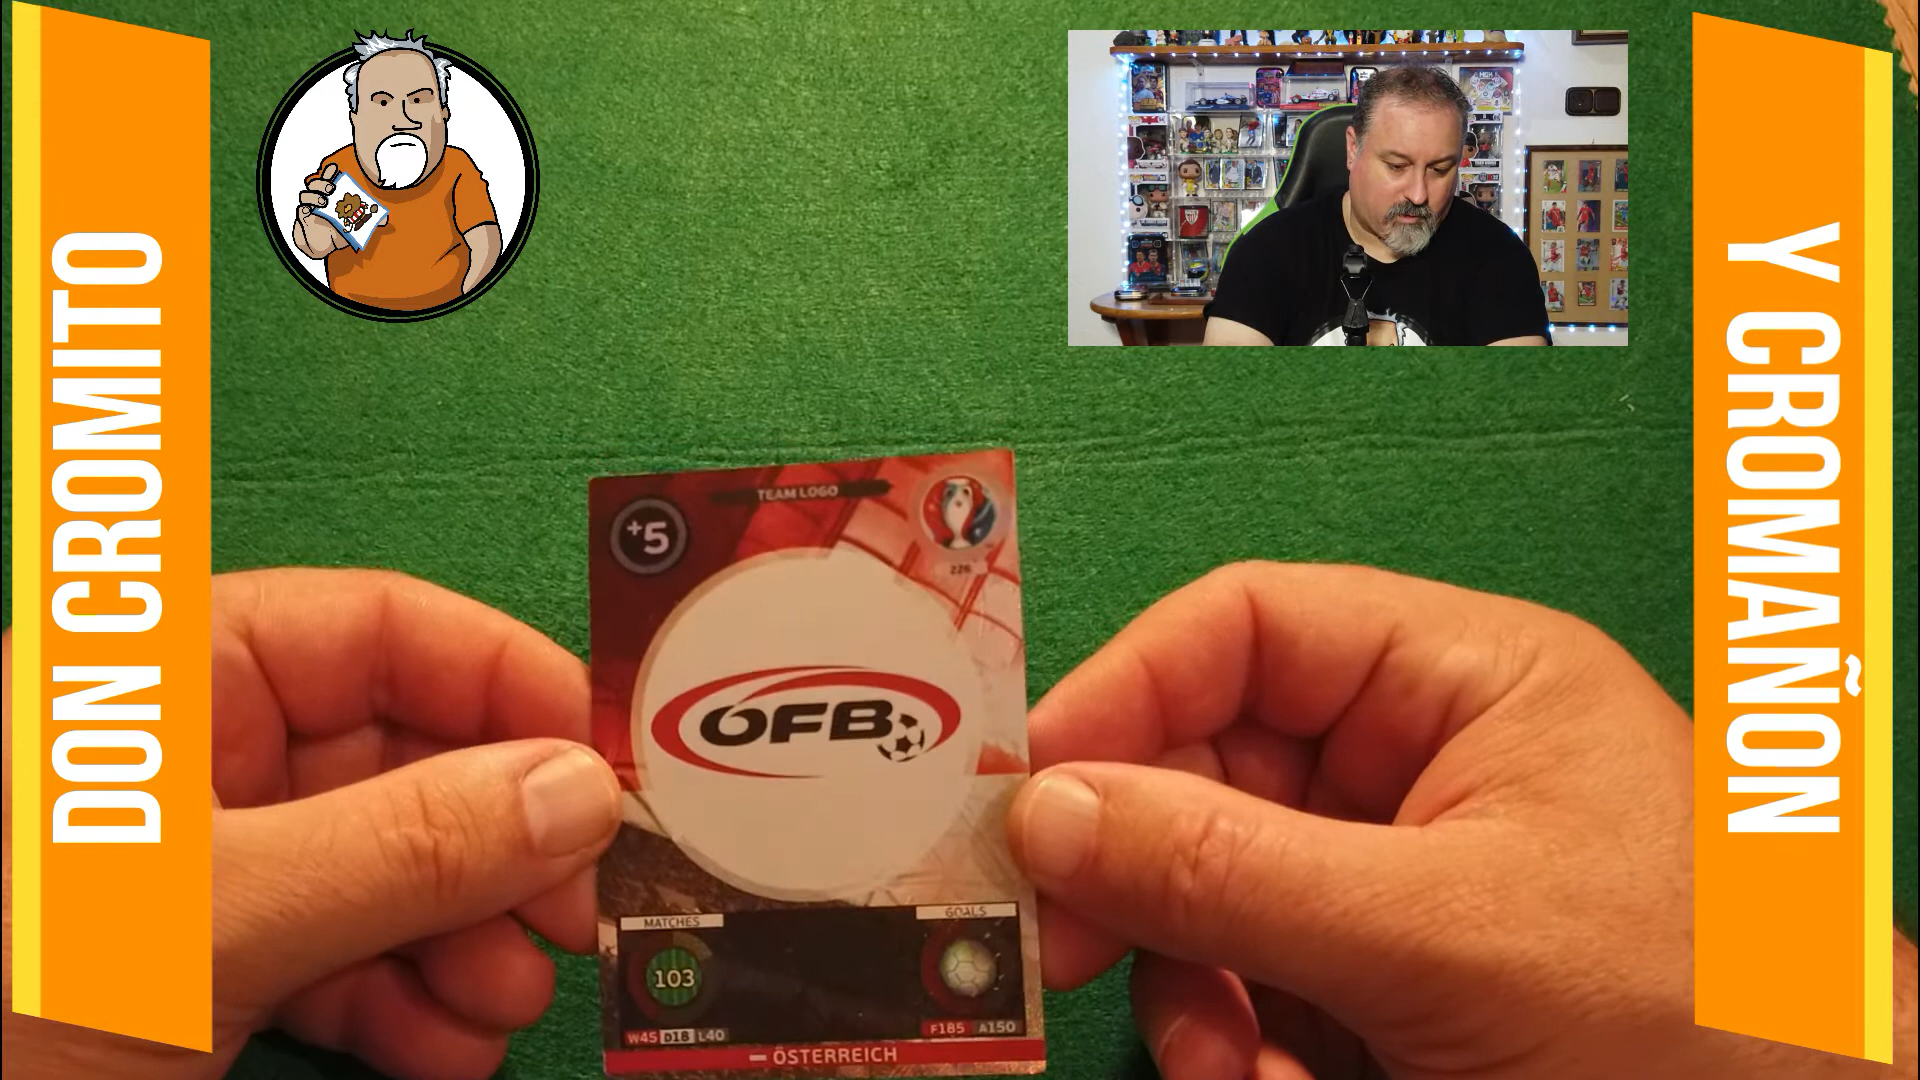 DON CROMITO
TEAM LOGO
+5
226
ÖFB
MATCHES
GOALS
103
W45 D18 L40
F185 A150
ÖSTERREICH
Y CROMAÑON